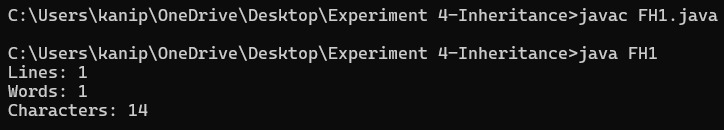 C:\Users\kanip\OneDrive\Desktop\Experiment 4-Inheritance>javac FH1.java
C:\Users\kanip\OneDrive\Desktop\Experiment 4-Inheritance>java FH1
Lines: 1
Words: 1
Characters: 14